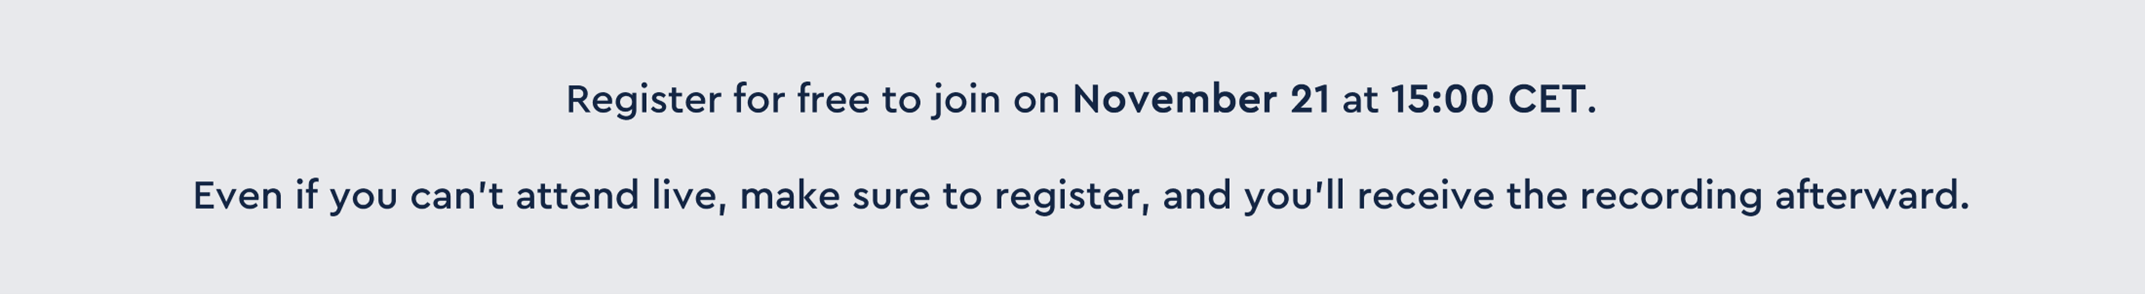 Register for free to join on November 21 at 15:00 CET.
Even if you can't attend live, make sure to register, and you'll receive the recording afterward.